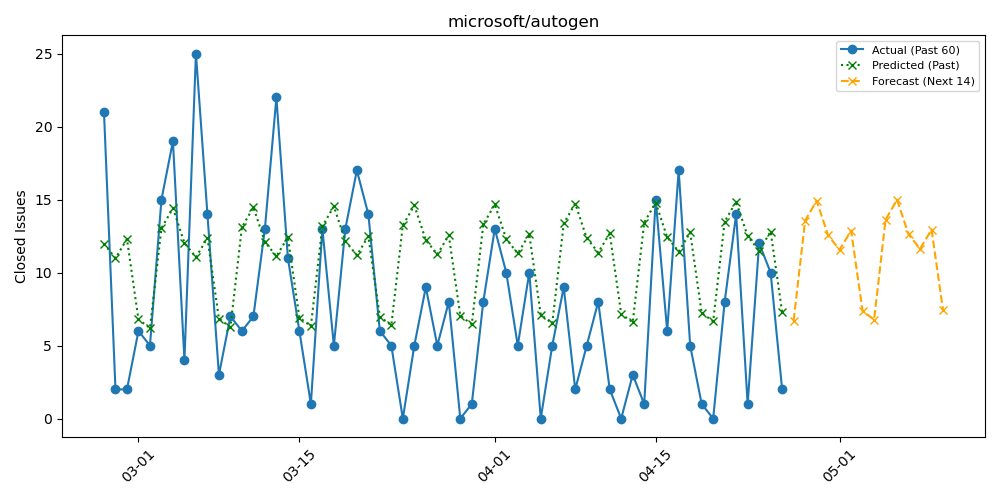 microsoft/autogen
Actual (Past 60)
Predicted (Past)
Forecast (Next 14)
Closed Issues
25
20
15
10
5
0
03-01
03-15
04-01
04-15
05-01